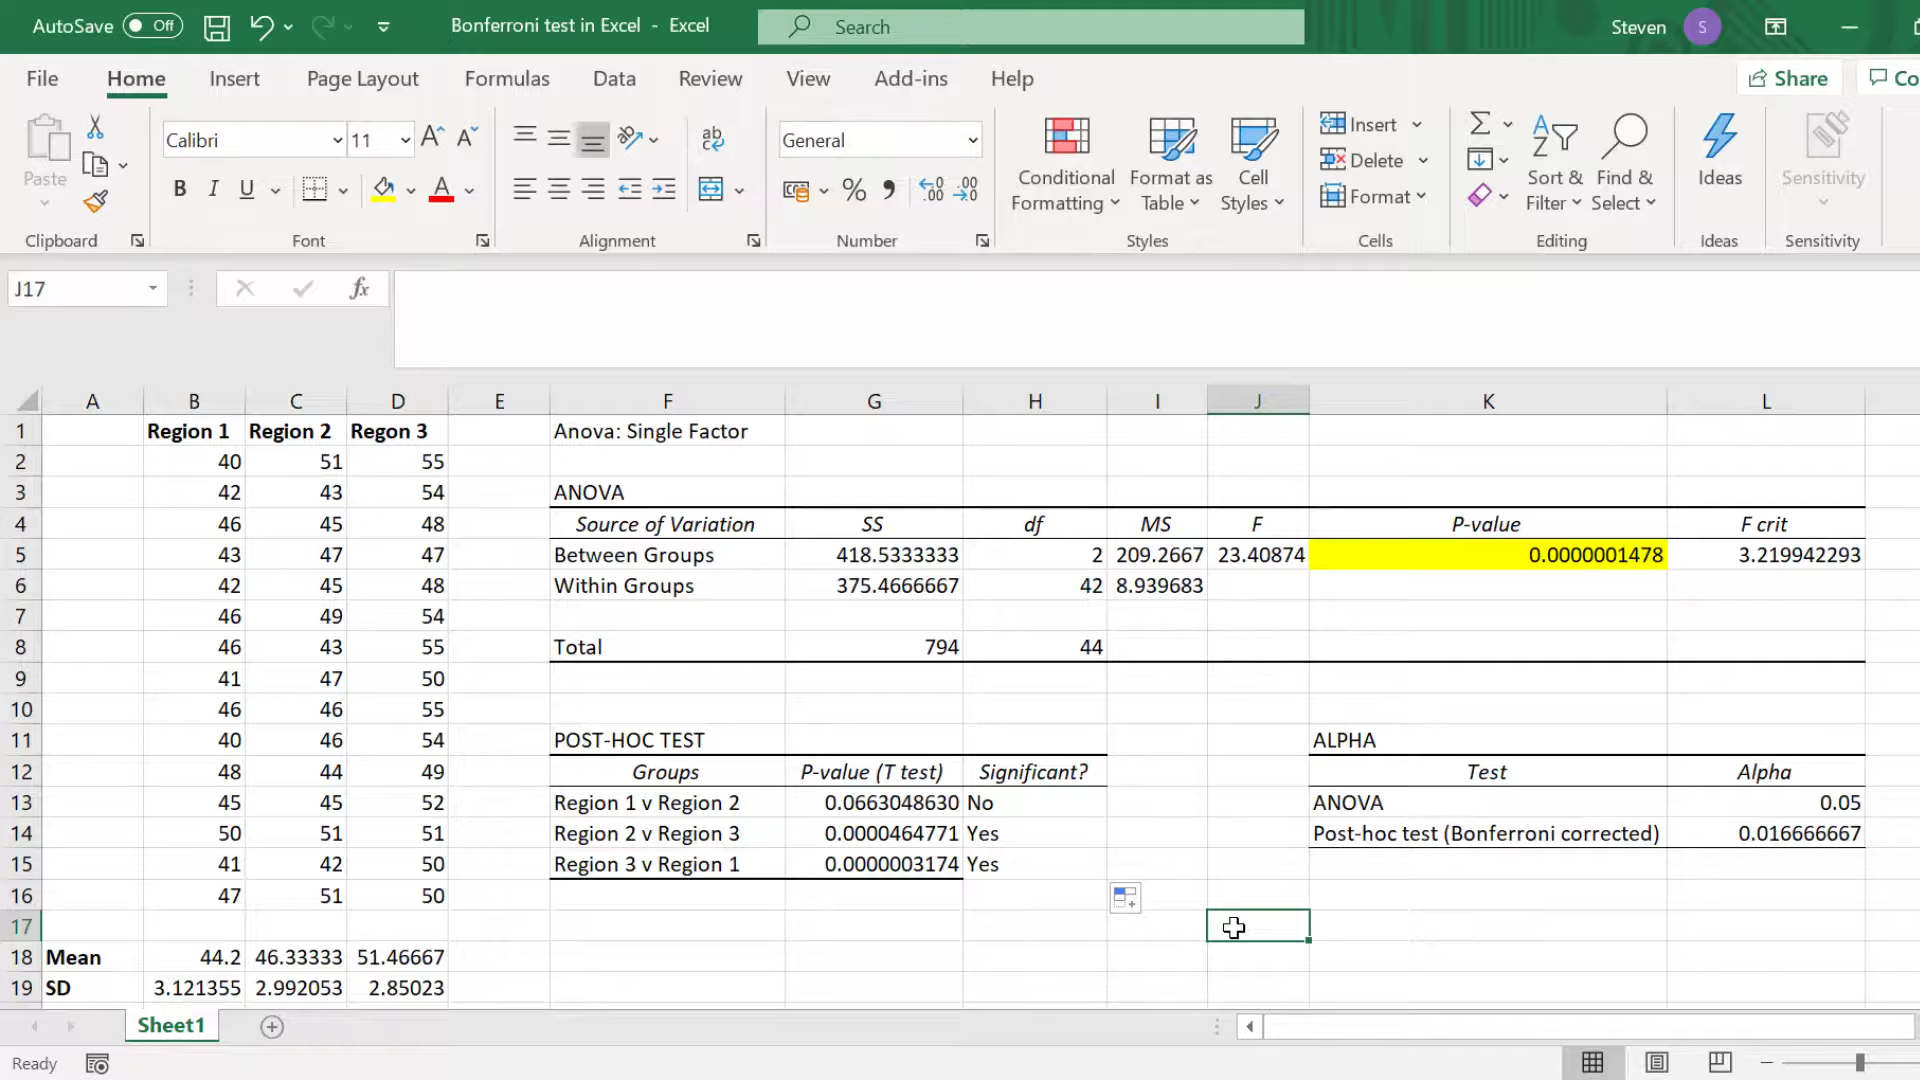 AutoSave Off Bonferroni test in Excel - Excel Search Steven S
File Home Insert Page Layout Formulas Data Review View Add-ins Help Share Co
Paste Calibri 11 General Conditional Formatting Format as Table Cell Styles Insert Delete Format Sort & Filter Find & Select Ideas Sensitivity
Clipboard Font Alignment Number Styles Cells Editing Ideas Sensitivity
J17 fx
A B C D E F G H I J K L
1 Region 1 Region 2 Regon 3 Anova: Single Factor
2 40 51 55
3 42 43 54 ANOVA
4 46 45 48 Source of Variation SS df MS F P-value F crit
5 43 47 47 Between Groups 418.5333333 2 209.2667 23.40874 0.0000001478 3.219942293
6 42 45 48 Within Groups 375.4666667 42 8.939683
7 46 49 54
8 46 43 55 Total 794 44
9 41 47 50
10 46 46 55
11 40 46 54 POST-HOC TEST ALPHA
12 48 44 49 Groups P-value (T test) Significant? Test Alpha
13 45 45 52 Region 1 v Region 2 0.0663048630 No ANOVA 0.05
14 50 51 51 Region 2 v Region 3 0.0000464771 Yes Post-hoc test (Bonferroni corrected) 0.016666667
15 41 42 50 Region 3 v Region 1 0.0000003174 Yes
16 47 51 50
17
18 Mean 44.2 46.33333 51.46667
19 SD 3.121355 2.992053 2.85023
Sheet1
Ready